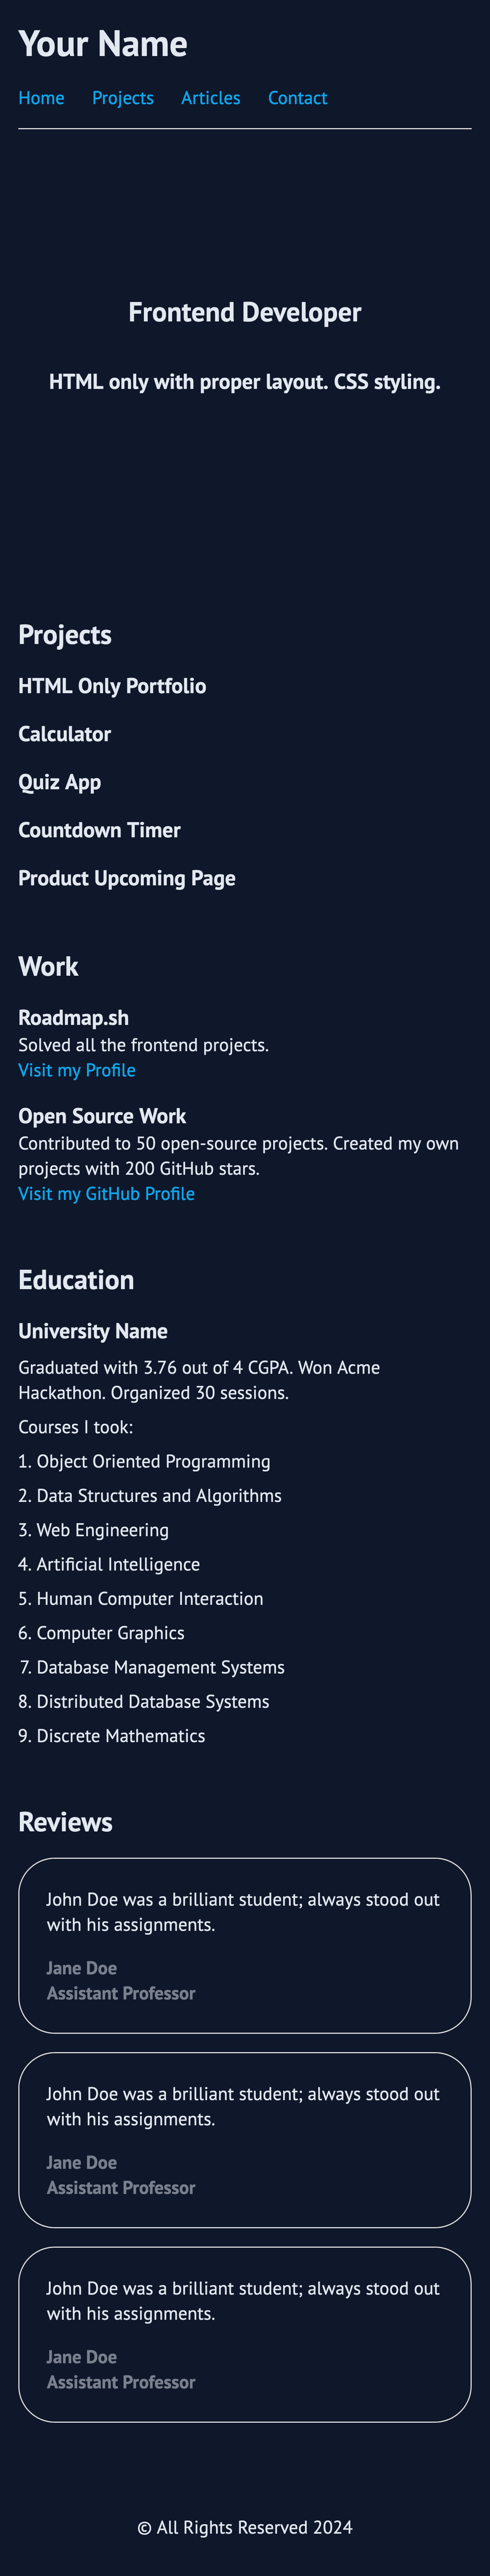 Your Name
Home Projects Articles Contact
Frontend Developer
HTML only with proper layout. CSS styling.
Projects
HTML Only Portfolio
Calculator
Quiz App
Countdown Timer
Product Upcoming Page
Work
Roadmap.sh
Solved all the frontend projects.
Visit my Profile
Open Source Work
Contributed to 50 open-source projects. Created my own
projects with 200 GitHub stars.
Visit my GitHub Profile
Education
University Name
Graduated with 3.76 out of 4 CGPA. Won Acme
Hackathon. Organized 30 sessions.
Courses I took:
1. Object Oriented Programming
2. Data Structures and Algorithms
3. Web Engineering
4. Artificial Intelligence
5. Human Computer Interaction
6. Computer Graphics
7. Database Management Systems
8. Distributed Database Systems
9. Discrete Mathematics
Reviews
John Doe was a brilliant student; always stood out
with his assignments.
Jane Doe
Assistant Professor
John Doe was a brilliant student; always stood out
with his assignments.
Jane Doe
Assistant Professor
John Doe was a brilliant student; always stood out
with his assignments.
Jane Doe
Assistant Professor
© All Rights Reserved 2024